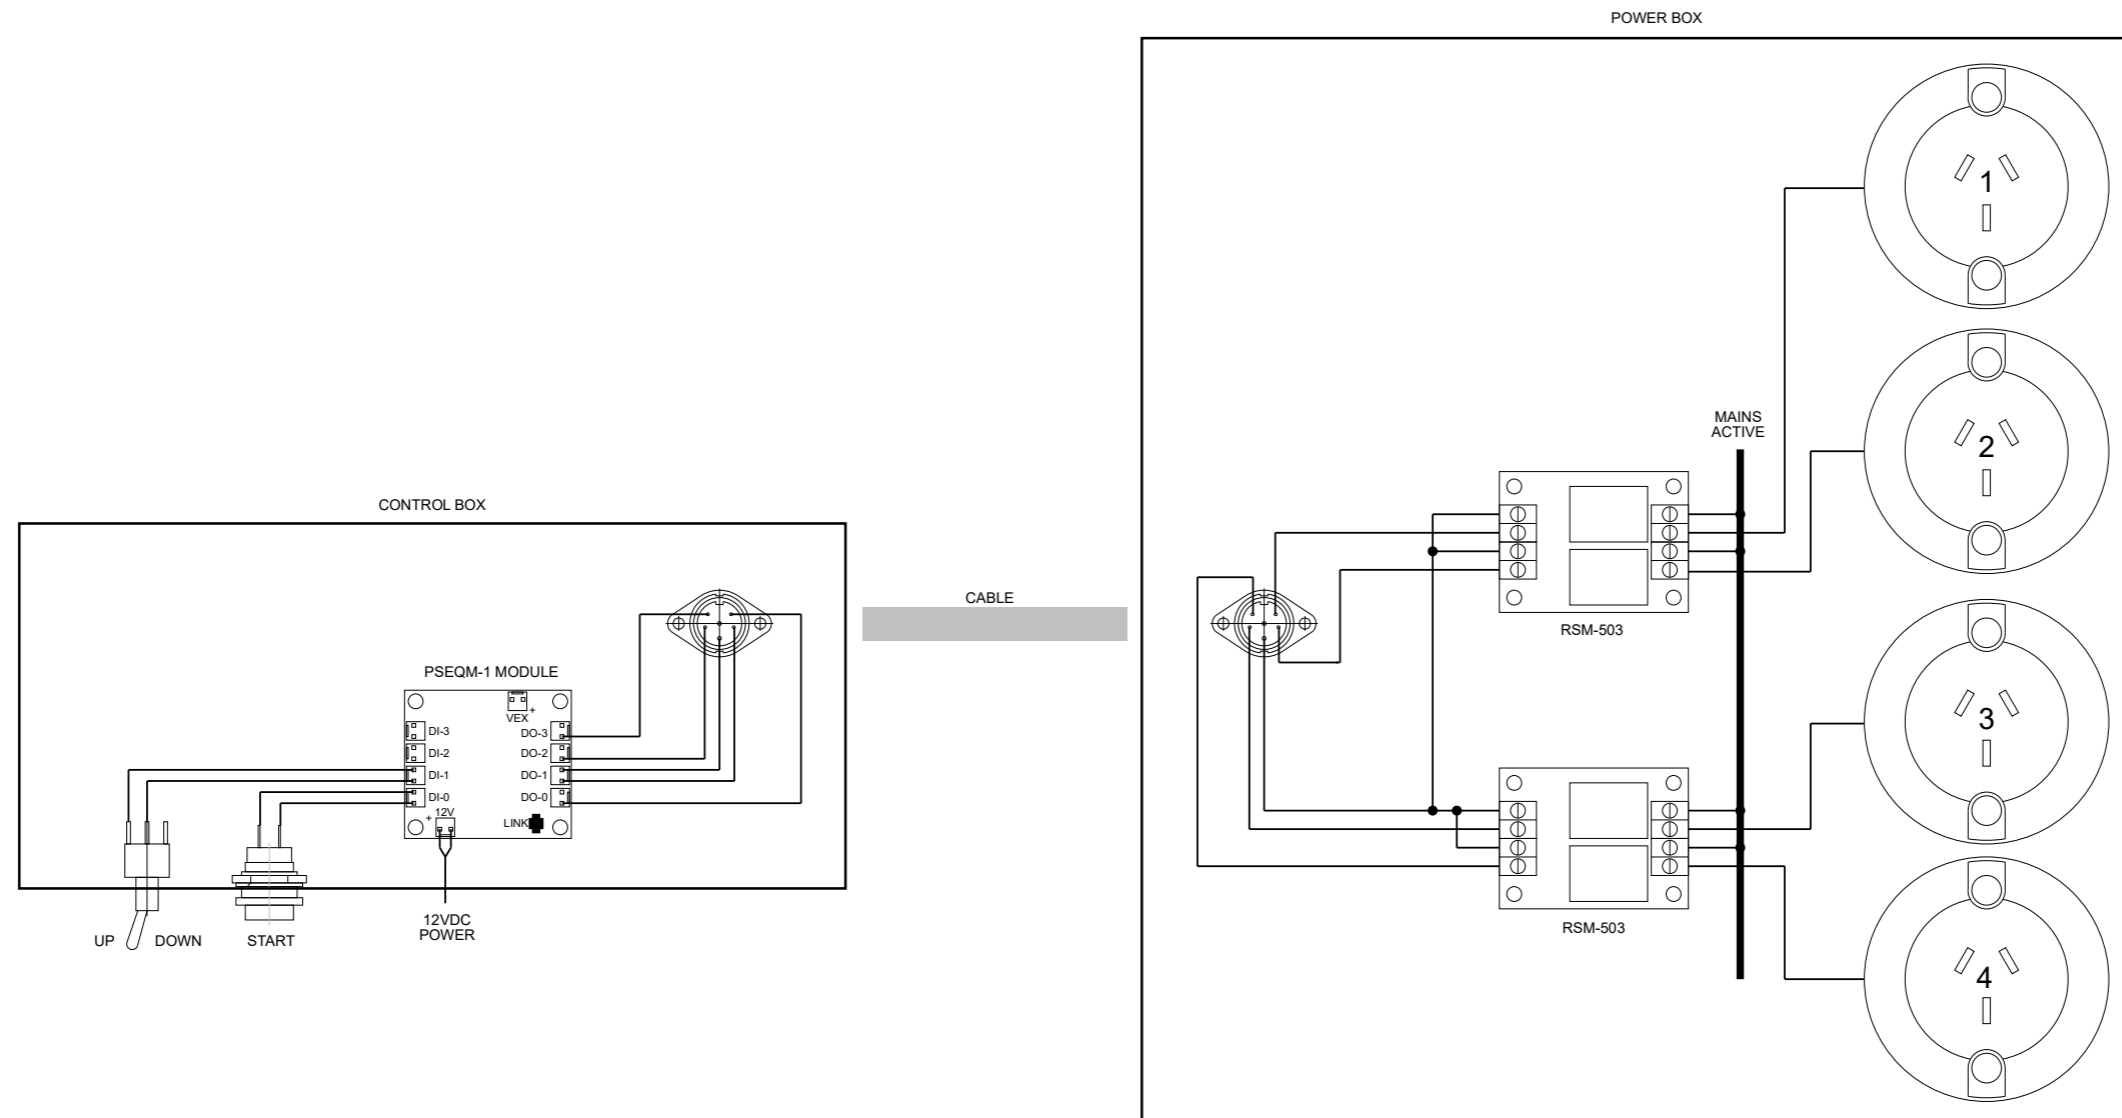 POWER BOX
1
2
MAINS
ACTIVE
CONTROL BOX
CABLE
RSM-503
PSEQM-1 MODULE
VEX
+
DI-3
DO-3
DI-2
DO-2
3
DI-1
DO-1
DI-0
DO-0
+
12V
LINK
12VDC
POWER
RSM-503
UP
DOWN
START
4